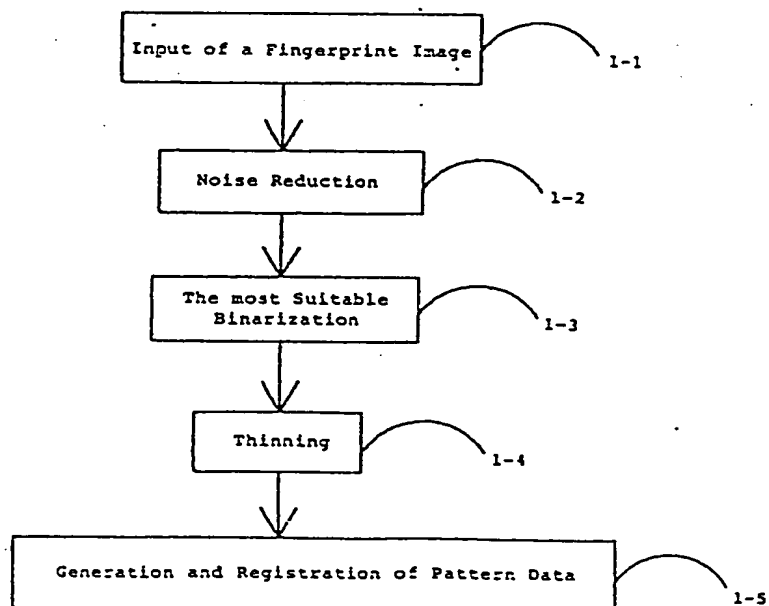 Input of a Fingerprint Image
1-1
Noise Reduction
1-2
The most Suitable
Binarization
1-3
Thinning
1-4
Generation and Registration of Pattern Data
1-5